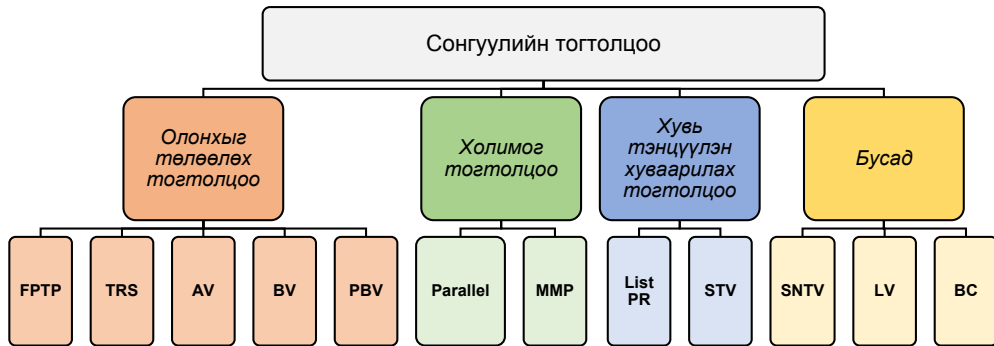 Сонгуулийн тогтолцоо
Олонхыг
төлөөлөх
тогтолцоо
Холимог
тогтолцоо
Хувь
тэнцүүлэн
хуваарилах
тогтолцоо
Бусад
FPTP
TRS
AV
BV
PBV
Parallel
MMP
List
PR
STV
SNTV
LV
BC